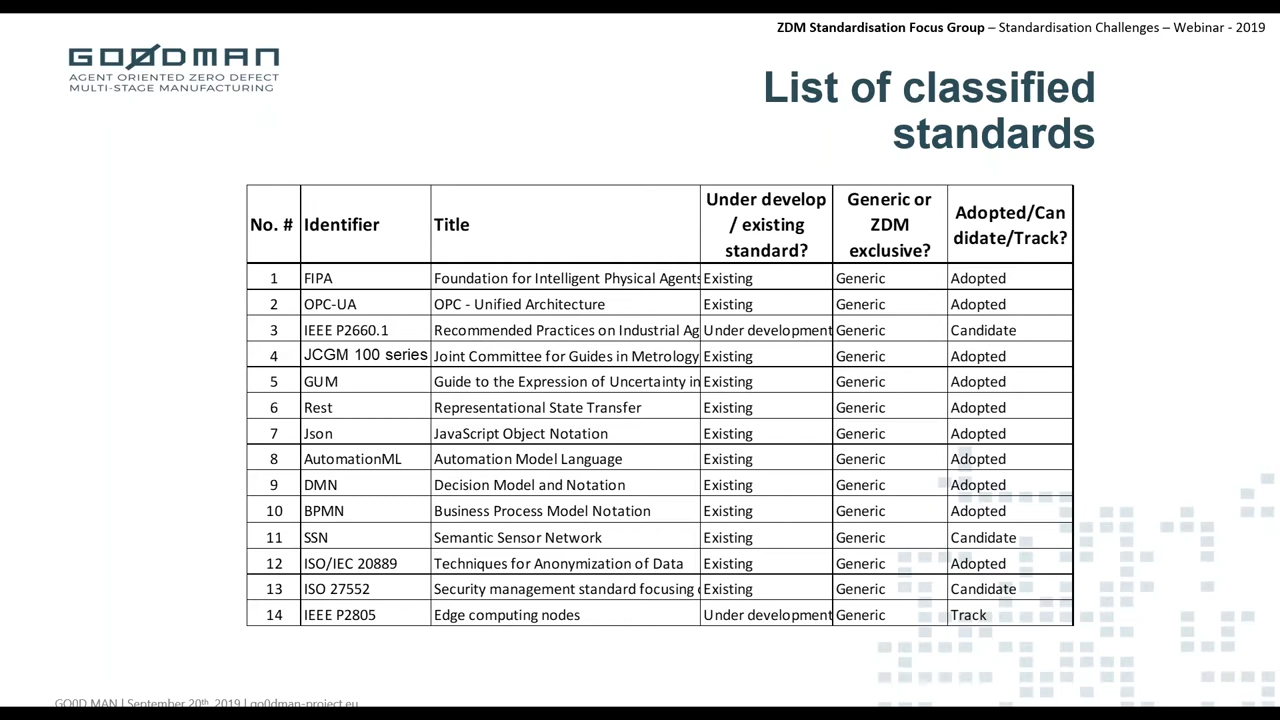 ZDM Standardisation Focus Group – Standardisation Challenges – Webinar - 2019
GO0DMAN
AGENT ORIENTED ZERO DEFECT
MULTI-STAGE MANUFACTURING
List of classified
standards
No. # Identifier Title Under develop / existing standard? Generic or ZDM exclusive? Adopted/Candidate/Track?
1 FIPA Foundation for Intelligent Physical Agents Existing Generic Adopted
2 OPC-UA OPC - Unified Architecture Existing Generic Adopted
3 IEEE P2660.1 Recommended Practices on Industrial Ag Under development Generic Candidate
4 JCGM 100 series Joint Committee for Guides in Metrology Existing Generic Adopted
5 GUM Guide to the Expression of Uncertainty in Existing Generic Adopted
6 Rest Representational State Transfer Existing Generic Adopted
7 Json JavaScript Object Notation Existing Generic Adopted
8 AutomationML Automation Model Language Existing Generic Adopted
9 DMN Decision Model and Notation Existing Generic Adopted
10 BPMN Business Process Model Notation Existing Generic Adopted
11 SSN Semantic Sensor Network Existing Generic Candidate
12 ISO/IEC 20889 Techniques for Anonymization of Data Existing Generic Adopted
13 ISO 27552 Security management standard focusing Existing Generic Candidate
14 IEEE P2805 Edge computing nodes Under development Generic Track
GO0D MAN | September 20th, 2019 | go0dman-project.eu